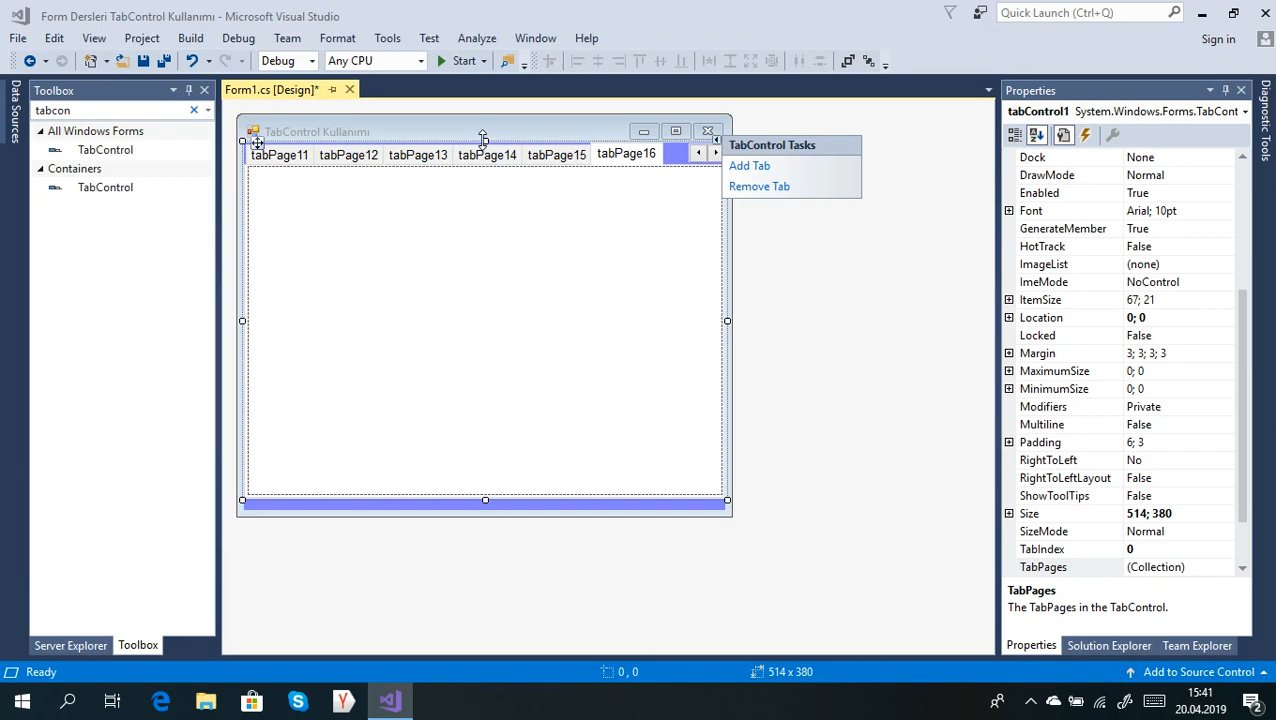 Form Dersleri TabControl Kullanımı - Microsoft Visual Studio
Quick Launch (Ctrl+Q)
File Edit View Project Build Debug Team Format Tools Test Analyze Window Help
Sign in
Debug Any CPU Start
Data Sources
Toolbox
tabcon
All Windows Forms
TabControl
Containers
TabControl
Server Explorer Toolbox
Form1.cs [Design]*
TabControl Kullanımı
tabPage11 tabPage12 tabPage13 tabPage14 tabPage15 tabPage16
TabControl Tasks
Add Tab
Remove Tab
Properties
tabControl1 System.Windows.Forms.TabCont
Dock None
DrawMode Normal
Enabled True
Font Arial; 10pt
GenerateMember True
HotTrack False
ImageList (none)
ImeMode NoControl
ItemSize 67; 21
Location 0; 0
Locked False
Margin 3; 3; 3; 3
MaximumSize 0; 0
MinimumSize 0; 0
Modifiers Private
Multiline False
Padding 6; 3
RightToLeft No
RightToLeftLayout False
ShowToolTips False
Size 514; 380
SizeMode Normal
TabIndex 0
TabPages (Collection)
TabPages
The TabPages in the TabControl.
Properties Solution Explorer Team Explorer
Diagnostic Tools
Ready 0 , 0 514 x 380 Add to Source Control
15:41
20.04.2019
2